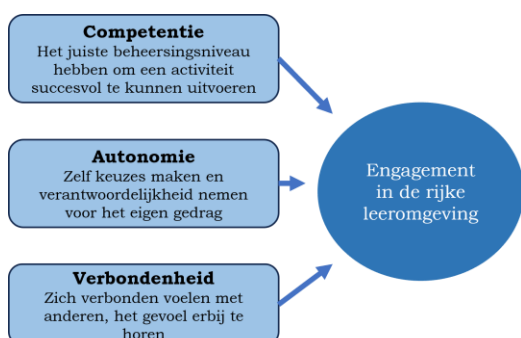 Competentie
Het juiste beheersingsniveau
hebben om een activiteit
succesvol te kunnen uitvoeren
Autonomie
Zelf keuzes maken en
verantwoordelijkheid nemen
voor het eigen gedrag
Verbondenheid
Zich verbonden voelen met
anderen, het gevoel erbij te
horen
Engagement
in de rijke
leeromgeving